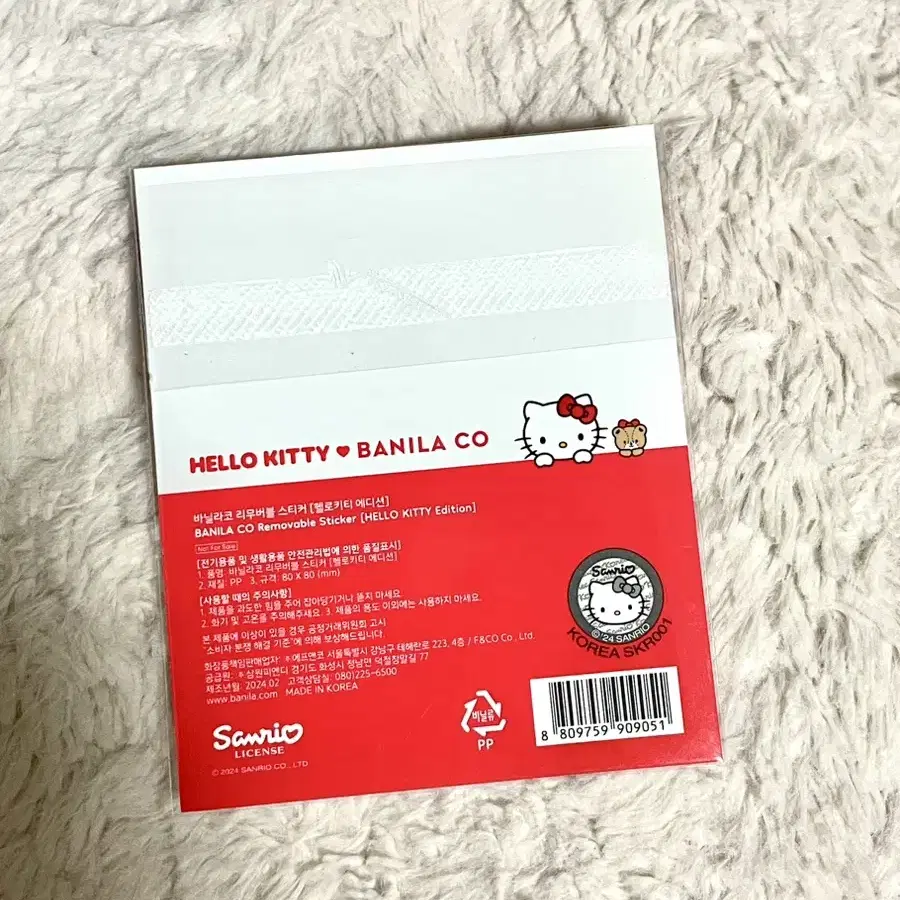 HELLO KITTY ♥ BANILA CO
바닐라코 리무버블 스티커 [헬로키티 에디션]
BANILA CO Removable Sticker [HELLO KITTY Edition]
Not For Sale
[전기용품 및 생활용품 안전관리법에 의한 품질표시]
1. 품명: 바닐라코 리무버블 스티커 [헬로키티 에디션]
2. 재질: PP 3. 규격: 80 X 80 (mm)
[사용할 때의 주의사항]
1. 제품을 과도한 힘을 주어 잡아당기거나 뜯지 마세요.
2. 화기 및 고온을 주의해주세요. 3. 제품의 용도 이외에는 사용하지 마세요.
본 제품에 이상이 있을 경우 공정거래위원회 고시
"소비자 분쟁 해결 기준"에 의해 보상해드립니다.
화장품책임판매업자: ㈜에프앤코 서울특별시 강남구 테헤란로 223, 4층 / F&CO Co., Ltd.
공급원: ㈜상원피앤디 경기도 화성시 정남면 덕절창말길 77
제조년월: 2024.02 고객상담실: 080)225-6500
www.banila.com MADE IN KOREA
Sanrio
LICENSE
© 2024 SANRIO CO., LTD
바닐류
PP
Sanrio
© '24 SANRIO
KOREA SKR001
8 809759 909051